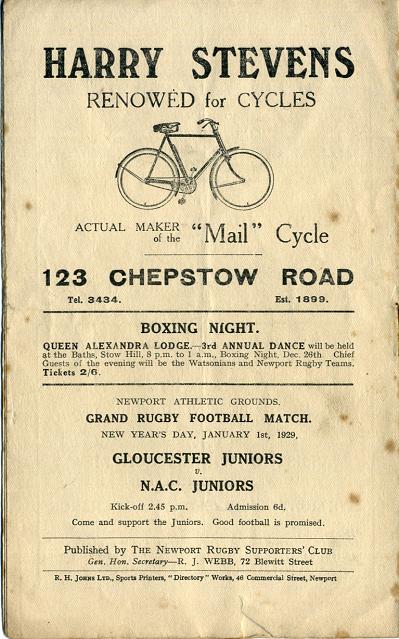 HARRY STEVENS
RENOWED for CYCLES
ACTUAL MAKER of the "Mail" Cycle
123 CHEPSTOW ROAD
Tel. 3434. Est. 1899.
BOXING NIGHT.
QUEEN ALEXANDRA LODGE.—3rd ANNUAL DANCE will be held
at the Baths, Stow Hill, 8 p.m. to 1 a.m., Boxing Night, Dec. 26th Chief
Guests of the evening will be the Watsonians and Newport Rugby Teams.
Tickets 2/6.
NEWPORT ATHLETIC GROUNDS.
GRAND RUGBY FOOTBALL MATCH.
NEW YEAR'S DAY, JANUARY 1st, 1929,
GLOUCESTER JUNIORS
v.
N.A.C. JUNIORS
Kick-off 2.45 p.m. Admission 6d.
Come and support the Juniors. Good football is promised.
Published by THE NEWPORT RUGBY SUPPORTERS' CLUB
Gen. Hon. Secretary—R. J. WEBB, 72 Blewitt Street
R. H. JOHNS LTD., Sports Printers, "Directory" Works, 46 Commercial Street, Newport